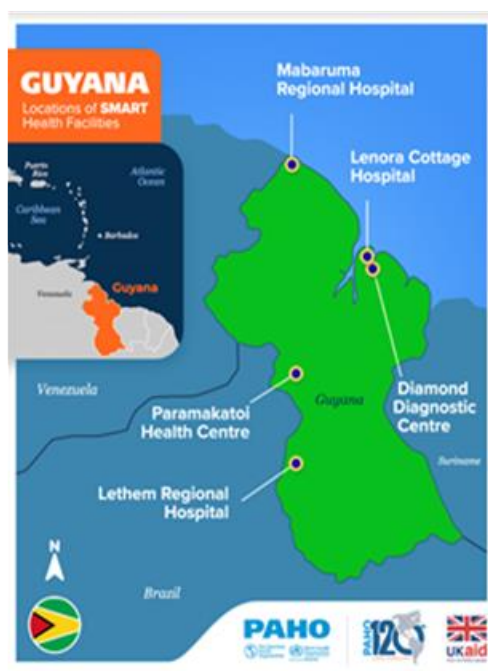 GUYANA
Locations of SMART
Health Facilities
Puerto
Rico
Atlantic
Ocean
Caribbean
Sea
Barbados
Venezuela
Guyana
Mabaruma
Regional Hospital
Lenora Cottage
Hospital
Venezuela
Paramakatoi
Health Centre
Guyana
Diamond
Diagnostic
Centre
Suriname
Lethem Regional
Hospital
N
Brazil
PAHO
PAHO
120
UKaid